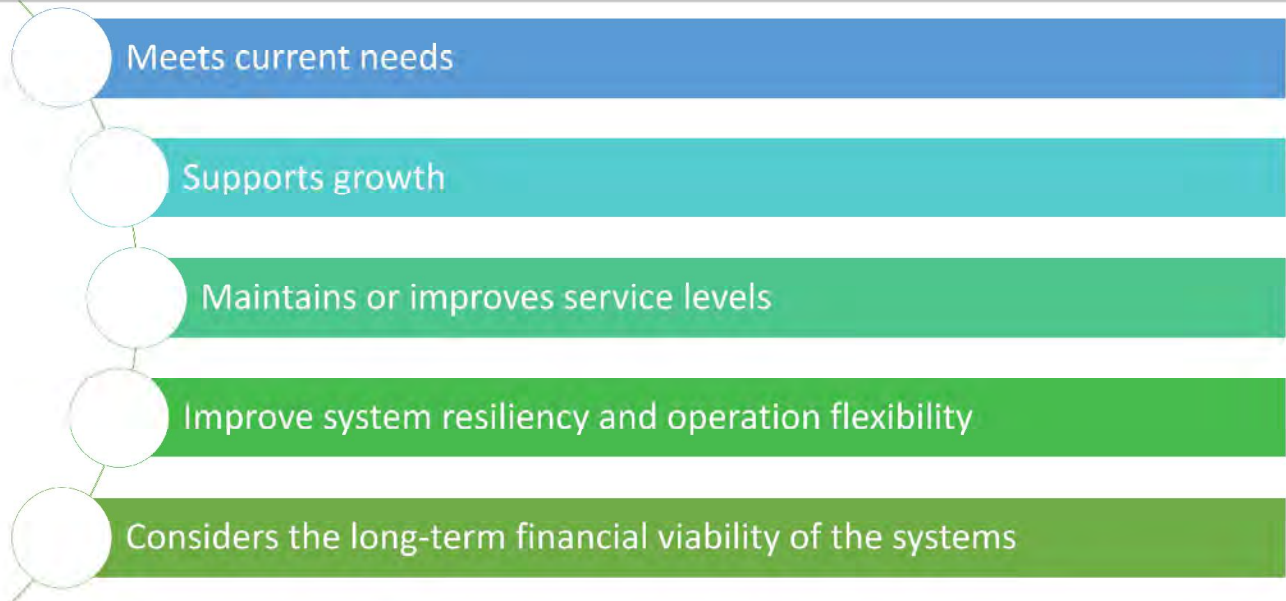 Meets current needs
Supports growth
Maintains or improves service levels
Improve system resiliency and operation flexibility
Considers the long-term financial viability of the systems